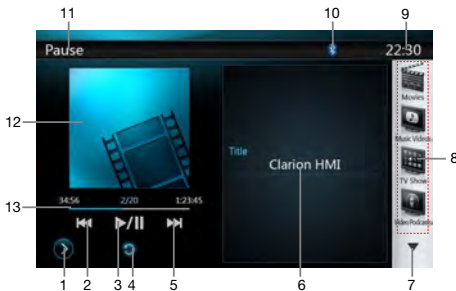 11
10
9
Pause
22:30
Movies
Music Videos
12
8
Title
Clarion HMI
TV Show
34:56
2/20
1:23:45
13
Video Podcasts
1
2
3
4
5
6
7